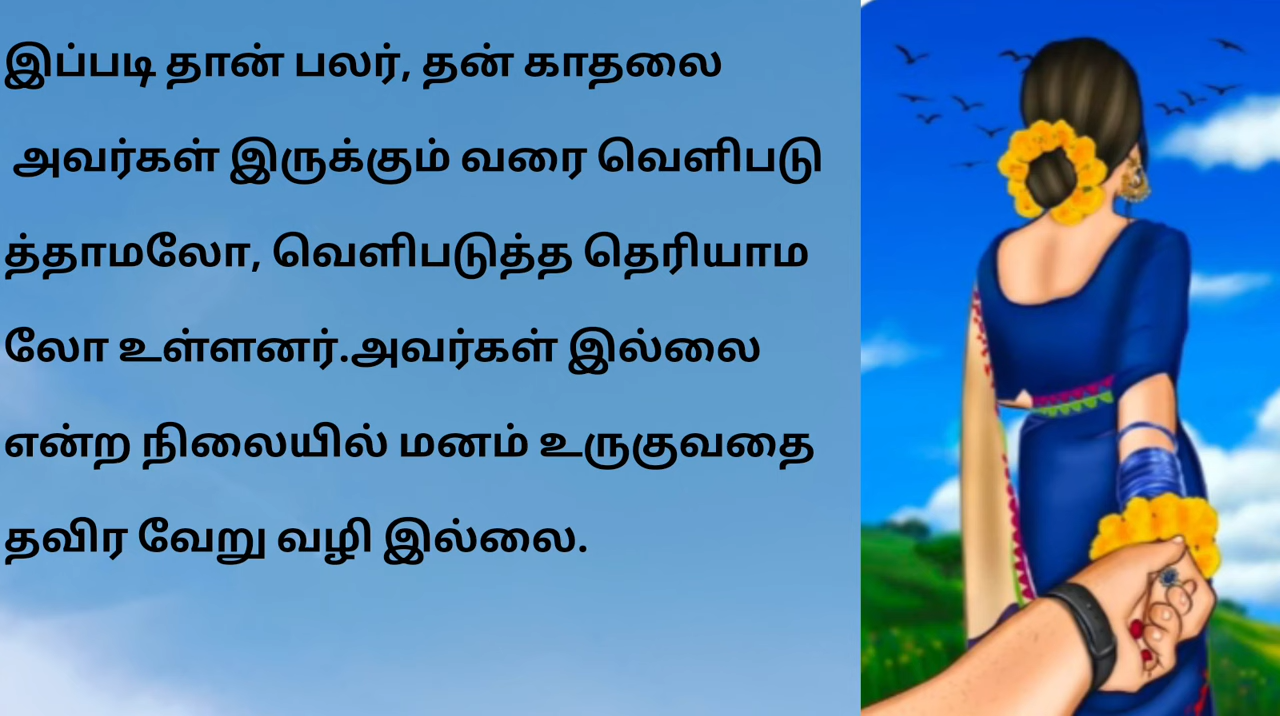 இப்படி தான் பலர், தன் காதலை
அவர்கள் இருக்கும் வரை வெளிபடு
த்தாமலோ, வெளிபடுத்த தெரியாம
லோ உள்ளனர்.அவர்கள் இல்லை
என்ற நிலையில் மனம் உருகுவதை
தவிர வேறு வழி இல்லை.